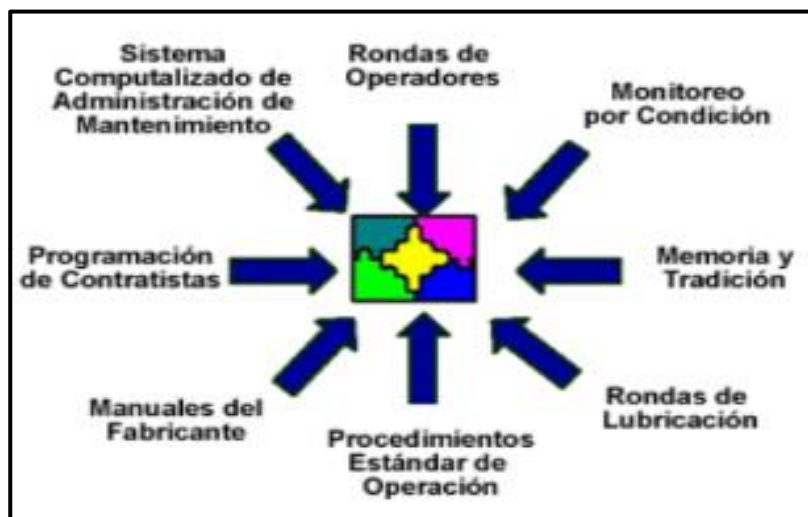 Sistema
Computalizado de
Administración de
Mantenimiento
Rondas de
Operadores
Monitoreo
por Condición
Programación
de Contratistas
Memoria y
Tradición
Manuales del
Fabricante
Procedimientos
Estándar de
Operación
Rondas de
Lubricación